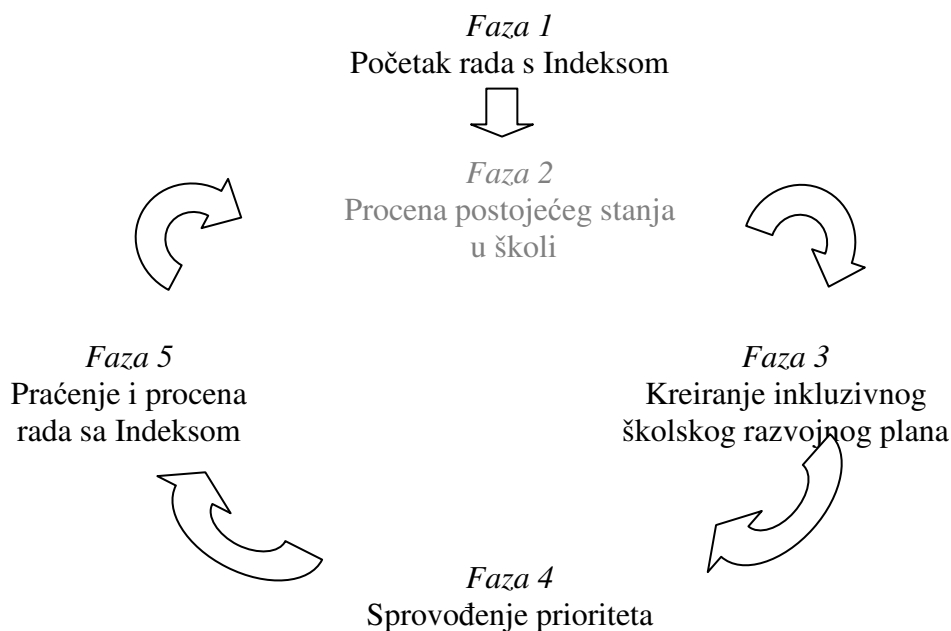 Faza 1
Početak rada s Indeksom
Faza 2
Procena postojećeg stanja
u školi
Faza 3
Kreiranje inkluzivnog
školskog razvojnog plana
Faza 4
Sprovođenje prioriteta
Faza 5
Praćenje i procena
rada sa Indeksom